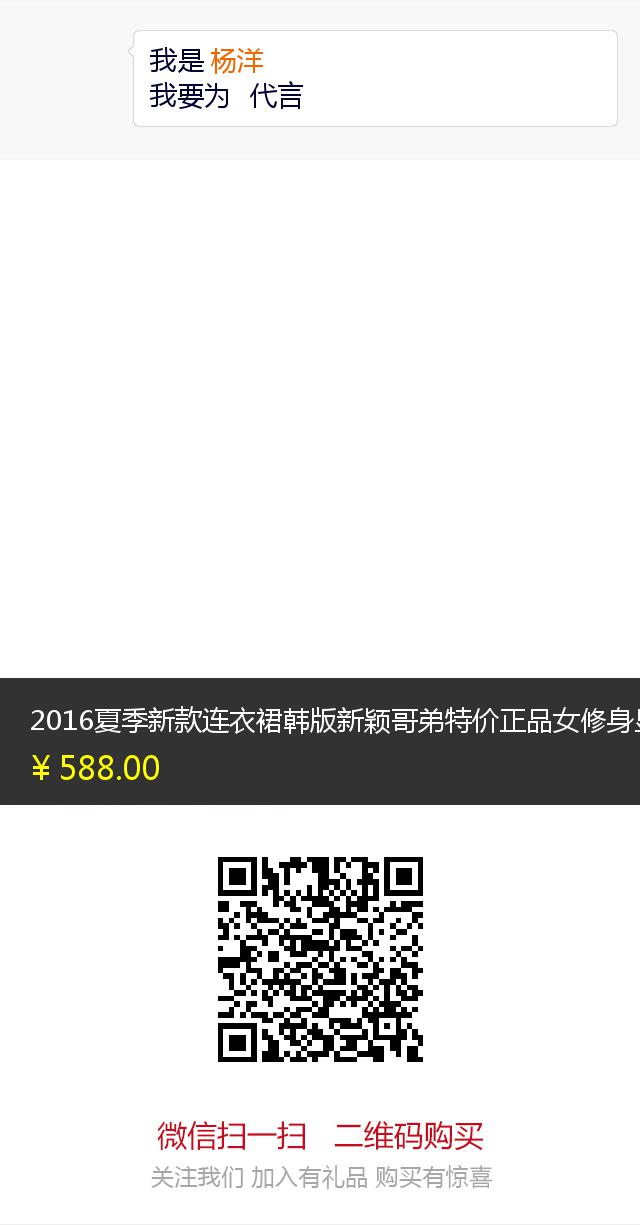 我是 杨洋
我要为 代言
2016夏季新款连衣裙韩版新颖哥弟特价正品女修身
¥ 588.00
微信扫一扫 二维码购买
关注我们 加入有礼品 购买有惊喜